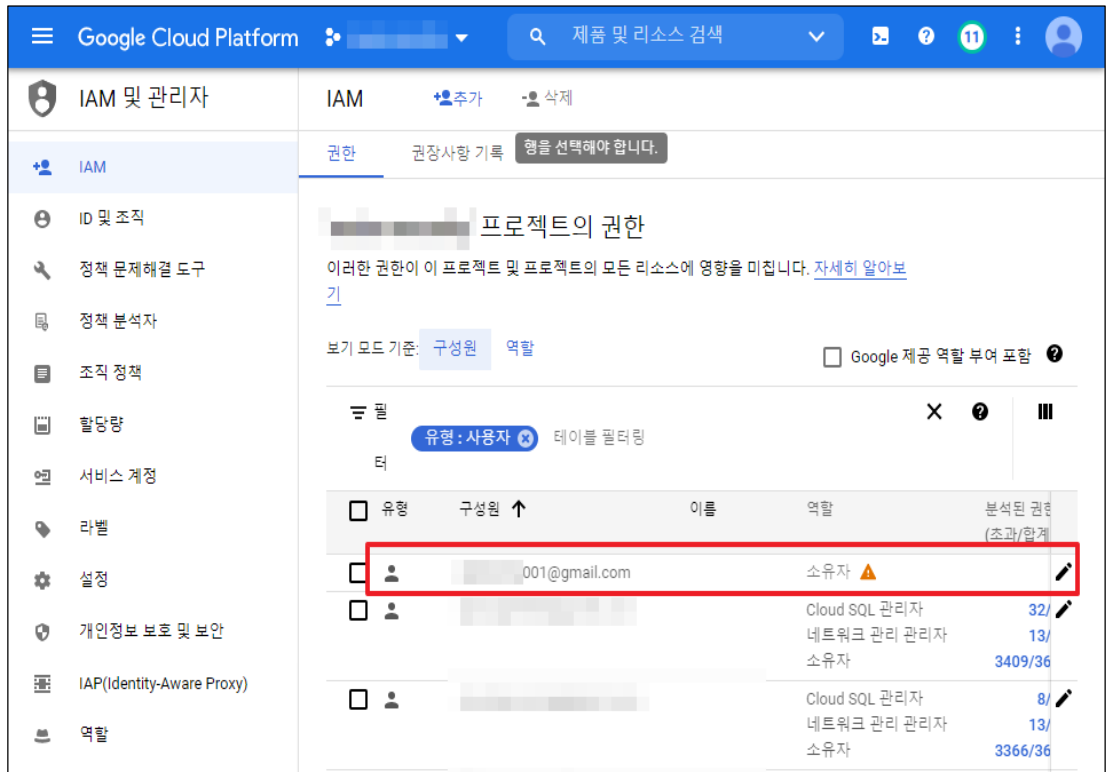 Google Cloud Platform
제품 및 리소스 검색
11
IAM 및 관리자
IAM
ID 및 조직
정책 문제해결 도구
정책 분석자
조직 정책
할당량
서비스 계정
라벨
설정
개인정보 보호 및 보안
IAP(Identity-Aware Proxy)
역할
IAM
추가
삭제
권한
권장사항 기록
행을 선택해야 합니다.
프로젝트의 권한
이러한 권한이 이 프로젝트 및 프로젝트의 모든 리소스에 영향을 미칩니다. 자세히 알아보
기
보기 모드 기준: 구성원 역할
Google 제공 역할 부여 포함
필
터
유형 : 사용자
테이블 필터링
유형 구성원 이름 역할 분석된 권한
(초과/합계
001@gmail.com 소유자
Cloud SQL 관리자 32/
네트워크 관리 관리자 13/
소유자 3409/36
Cloud SQL 관리자 8/
네트워크 관리 관리자 13/
소유자 3366/36